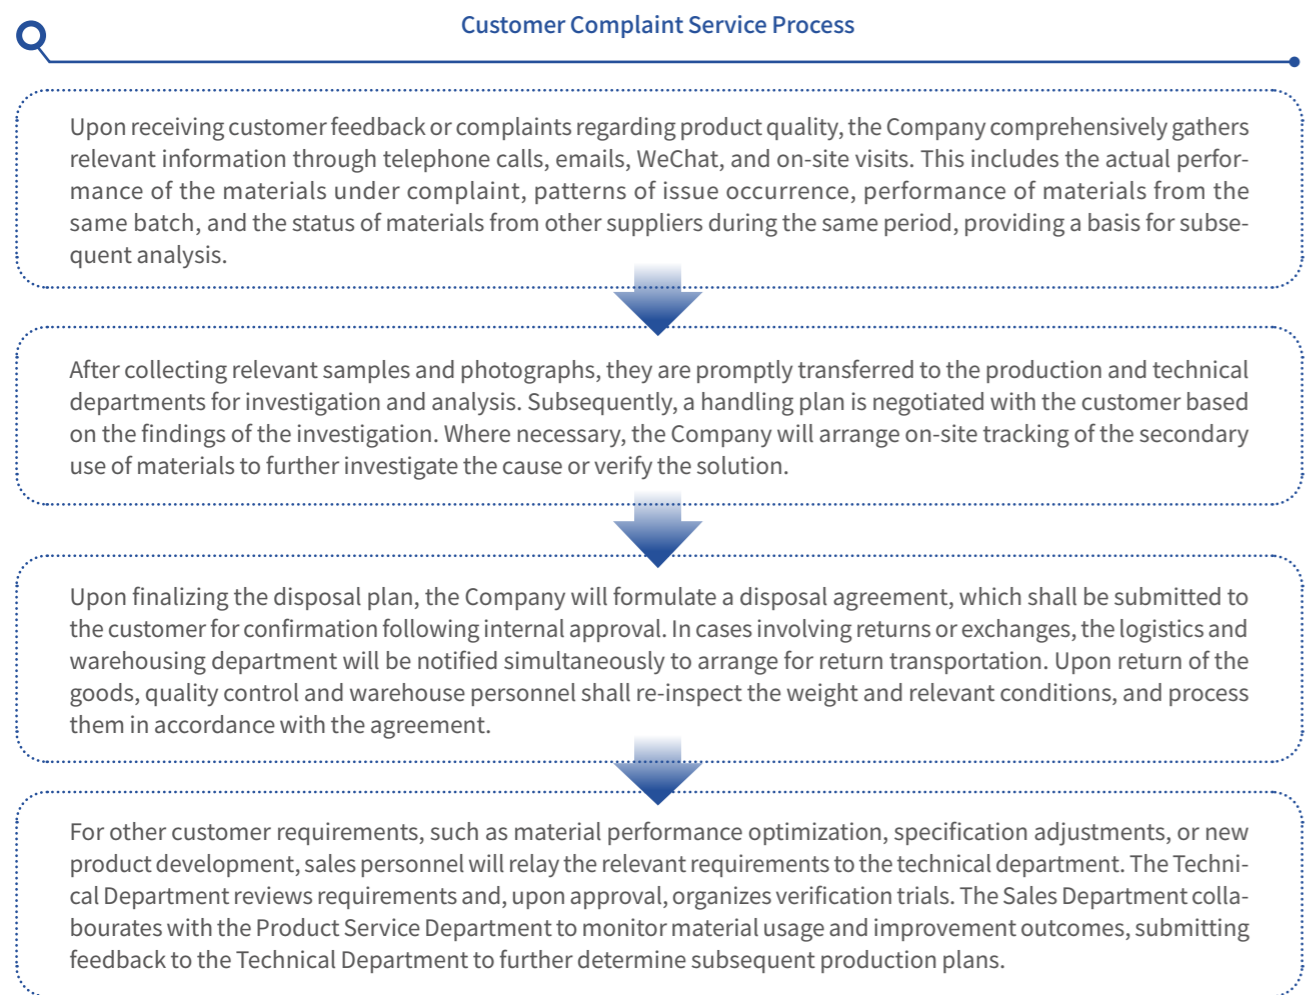 Customer Complaint Service Process
Upon receiving customer feedback or complaints regarding product quality, the Company comprehensively gathers
relevant information through telephone calls, emails, WeChat, and on-site visits. This includes the actual perfor-
mance of the materials under complaint, patterns of issue occurrence, performance of materials from the
same batch, and the status of materials from other suppliers during the same period, providing a basis for subse-
quent analysis.
After collecting relevant samples and photographs, they are promptly transferred to the production and technical
departments for investigation and analysis. Subsequently, a handling plan is negotiated with the customer based
on the findings of the investigation. Where necessary, the Company will arrange on-site tracking of the secondary
use of materials to further investigate the cause or verify the solution.
Upon finalizing the disposal plan, the Company will formulate a disposal agreement, which shall be submitted to
the customer for confirmation following internal approval. In cases involving returns or exchanges, the logistics and
warehousing department will be notified simultaneously to arrange for return transportation. Upon return of the
goods, quality control and warehouse personnel shall re-inspect the weight and relevant conditions, and process
them in accordance with the agreement.
For other customer requirements, such as material performance optimization, specification adjustments, or new
product development, sales personnel will relay the relevant requirements to the technical department. The Techni-
cal Department reviews requirements and, upon approval, organizes verification trials. The Sales Department colla-
bourates with the Product Service Department to monitor material usage and improvement outcomes, submitting
feedback to the Technical Department to further determine subsequent production plans.